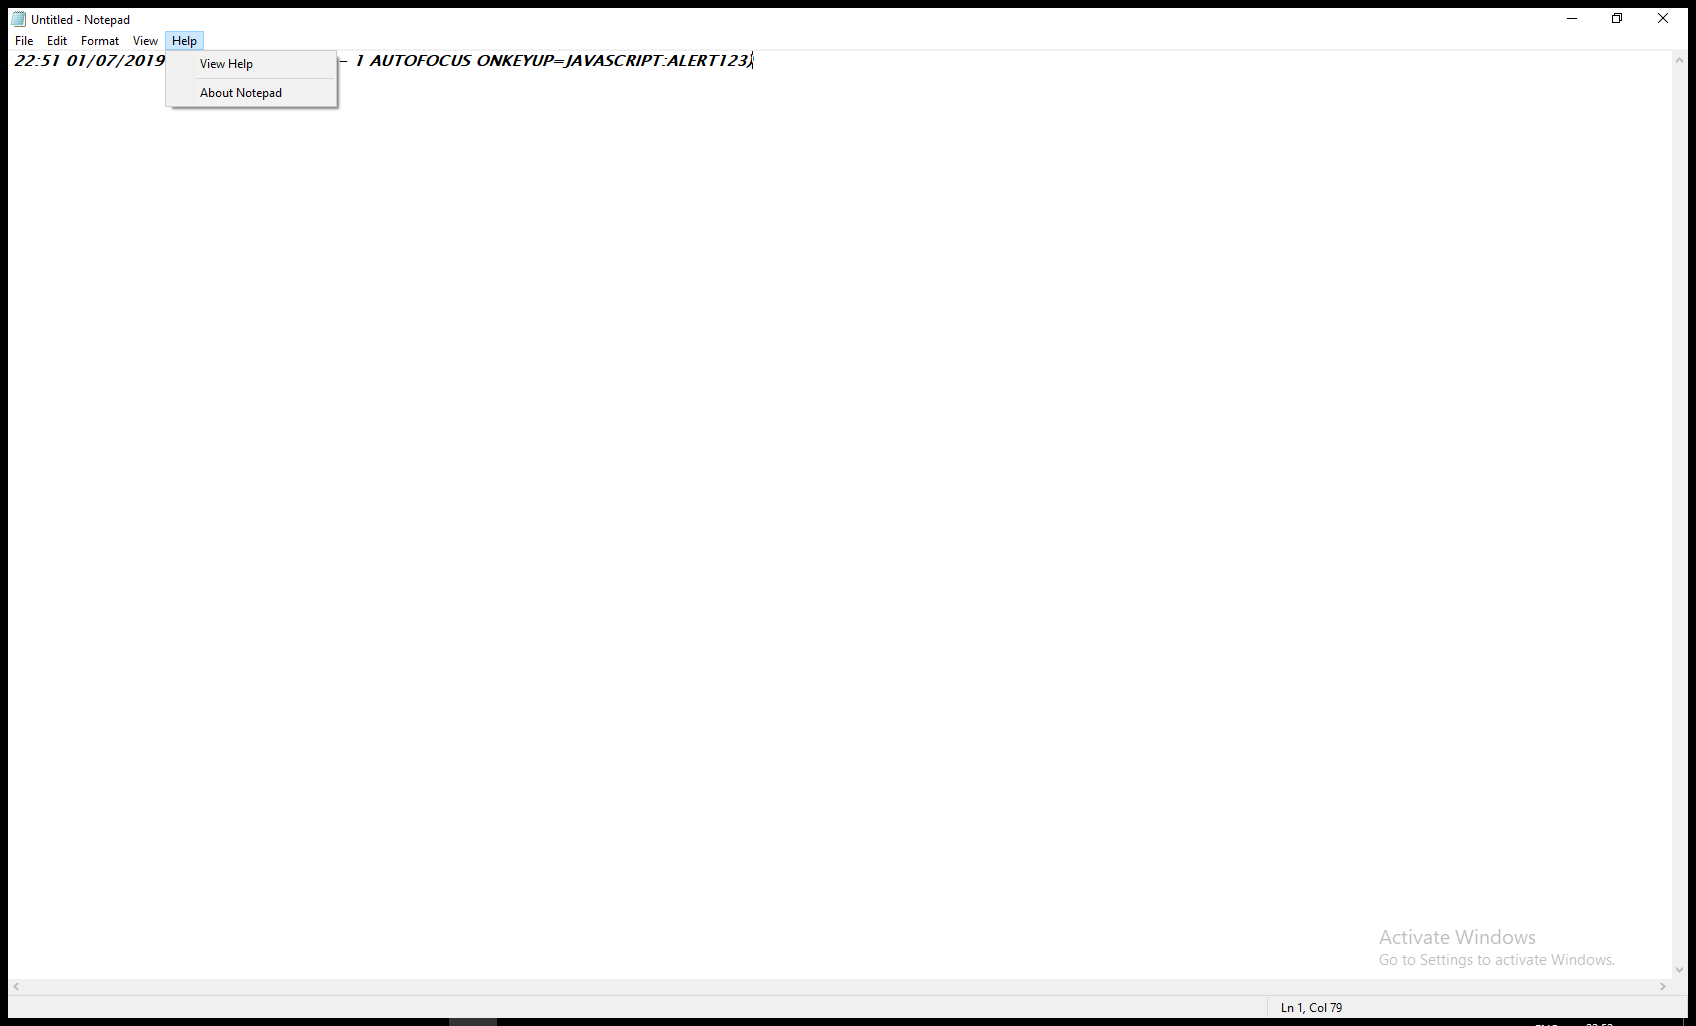 Untitled - Notepad
File Edit Format View Help
22:51 01/07/2019 - 1 AUTOFOCUS ONKEYUP=JAVASCRIPT:ALERT123)
View Help
About Notepad
Activate Windows
Go to Settings to activate Windows.
Ln 1, Col 79